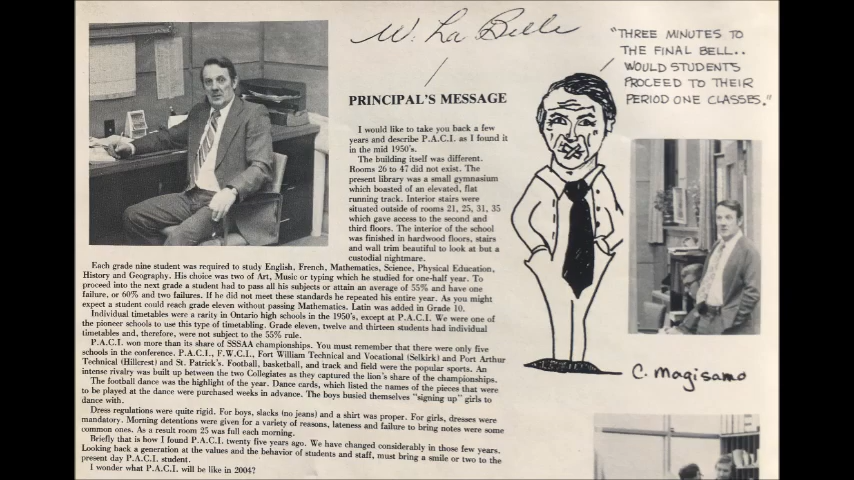 W. La Belle
"THREE MINUTES TO
THE FINAL BELL..
WOULD STUDENTS
PROCEED TO THEIR
PERIOD ONE CLASSES."
PRINCIPAL'S MESSAGE
I would like to take you back a few
years and describe P.A.C.I. as I found it
in the mid 1950's.
The building itself was different.
Rooms 26 to 47 did not exist. The
present library was a small gymnasium
which boasted of an elevated, flat
running track. Interior stairs were
situated outside of rooms 21, 25, 31, 35
which gave access to the second and
third floors. The interior of the school
was finished in hardwood floors, stairs
and wall trim beautiful to look at but a
custodial nightmare.
Each grade nine student was required to study English, French, Mathematics, Science, Physical Education,
History and Geography. His choice was two of Art, Music or typing which he studied for one-half year. To
proceed into the next grade a student had to pass all his subjects or attain an average of 55% and have one
failure, or 60% and two failures. If he did not meet these standards he repeated his entire year. As you might
expect a student could reach grade eleven without passing Mathematics. Latin was added in Grade 10.
Individual timetables were a rarity in Ontario high schools in the 1950's, except at P.A.C.I. We were one of
the pioneer schools to use this type of timetabling. Grade eleven, twelve and thirteen students had individual
timetables and, therefore, were not subject to the 55% rule.
P.A.C.I. won more than its share of SSSAA championships. You must remember that there were only five
schools in the conference. P.A.C.I., F.W.C.I., Fort William Technical and Vocational (Selkirk) and Port Arthur
Technical (Hillcrest) and St. Patrick's. Football, basketball, and track and field were the popular sports. An
intense rivalry was built up between the two Collegiates as they captured the lion's share of the championships.
The football dance was the highlight of the year. Dance cards, which listed the names of the pieces that were
to be played at the dance were purchased weeks in advance. The boys busied themselves "signing up" girls to
dance with.
Dress regulations were quite rigid. For boys, slacks (no jeans) and a shirt was proper. For girls, dresses were
mandatory. Morning detentions were given for a variety of reasons, lateness and failure to bring notes were some
common ones. As a result room 25 was full each morning.
Briefly that is how I found P.A.C.I. twenty five years ago. We have changed considerably in those few years.
Looking back a generation at the values and the behavior of students and staff, must bring a smile or two to the
present day P.A.C.I. student.
I wonder what P.A.C.I. will be like in 2004?
C. Magisamo